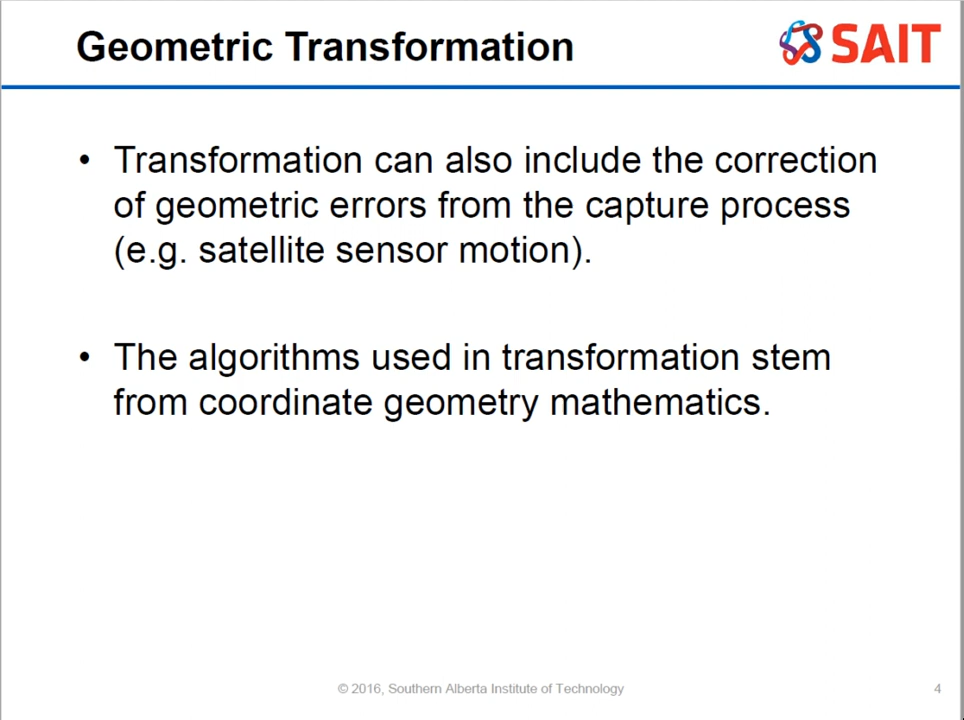 Geometric Transformation
SAIT
• Transformation can also include the correction
of geometric errors from the capture process
(e.g. satellite sensor motion).
• The algorithms used in transformation stem
from coordinate geometry mathematics.
© 2016, Southern Alberta Institute of Technology
4